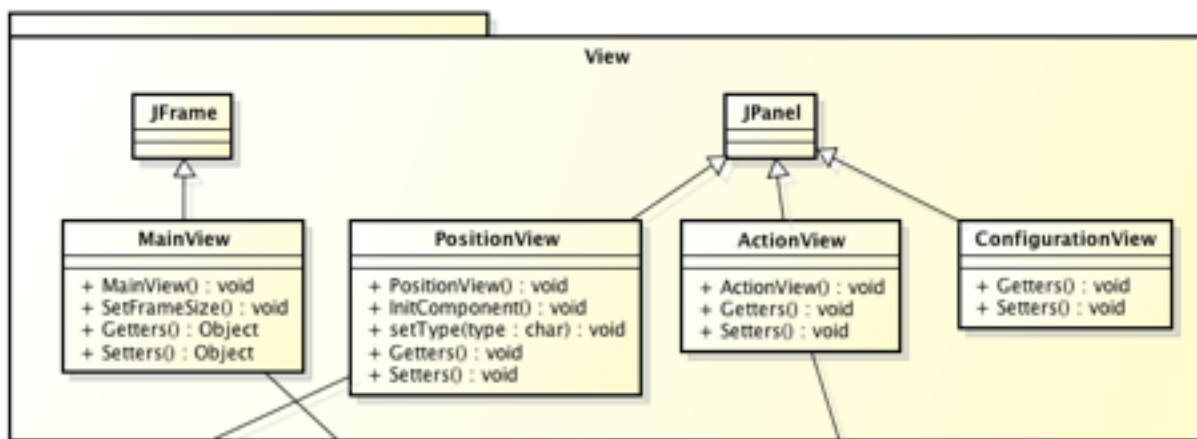 View
JFrame
JPanel
MainView
+ MainView() : void
+ SetFrameSize() : void
+ Getters() : Object
+ Setters() : Object
PositionView
+ PositionView() : void
+ InitComponent() : void
+ setType(type : char) : void
+ Getters() : void
+ Setters() : void
ActionView
+ ActionView() : void
+ Getters() : void
+ Setters() : void
ConfigurationView
+ Getters() : void
+ Setters() : void